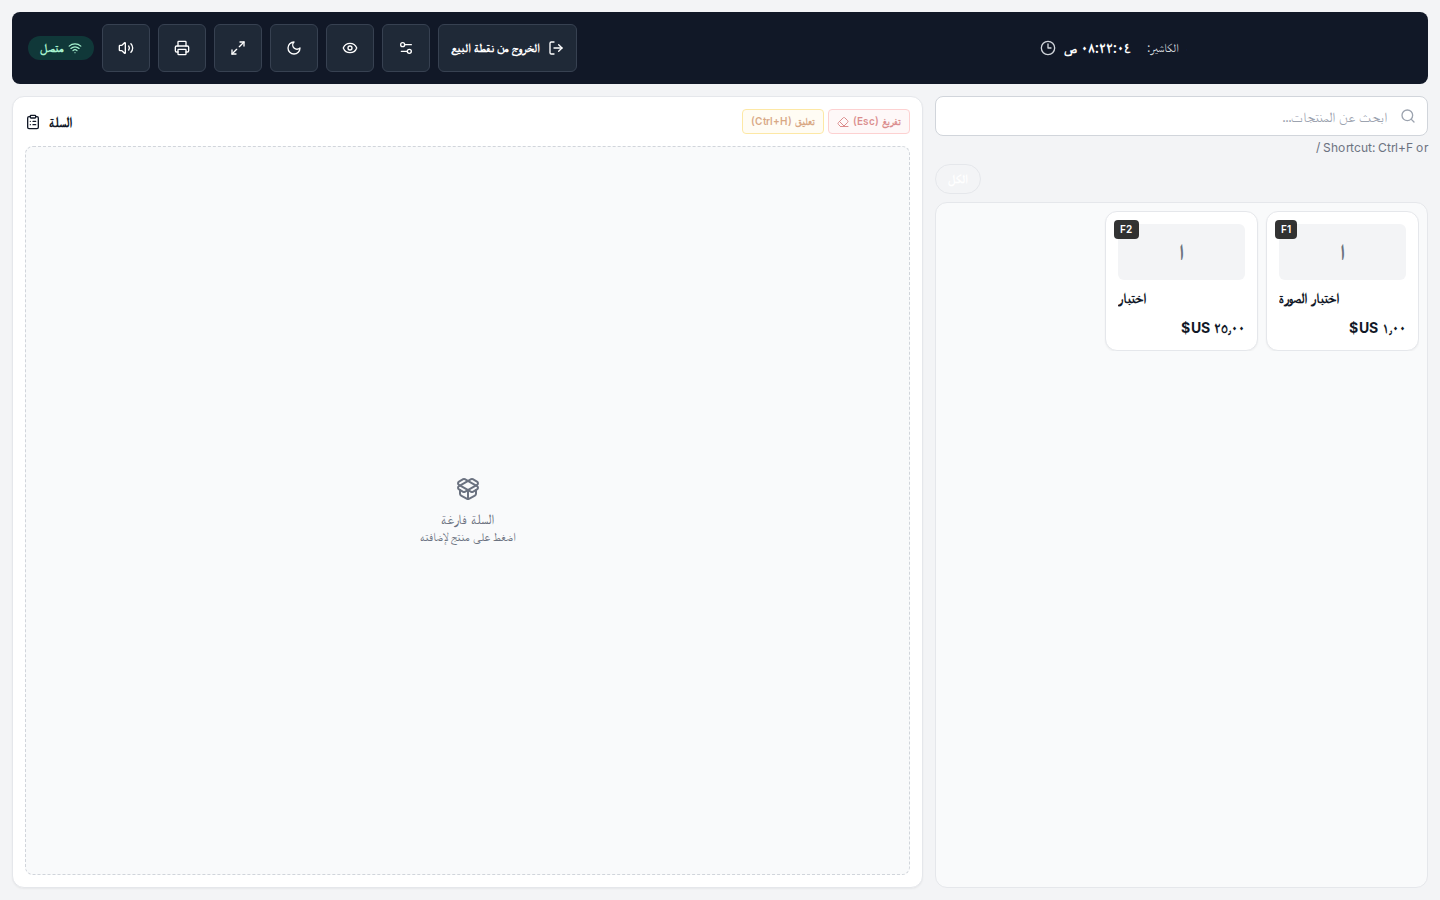 الكاشير:
٠٨:٢٢:٠٤ ص
الخروج من نقطة البيع
متصل
ابحث عن المنتجات...
/ Shortcut: Ctrl+F or
الكل
F1
ا
اختبار الصورة
١٫٠٠ US$
F2
ا
اختبار
٢٥٫٠٠ US$
السلة
تفريغ (Esc)
تعليق (Ctrl+H)
السلة فارغة
اضغط على منتج لإضافته